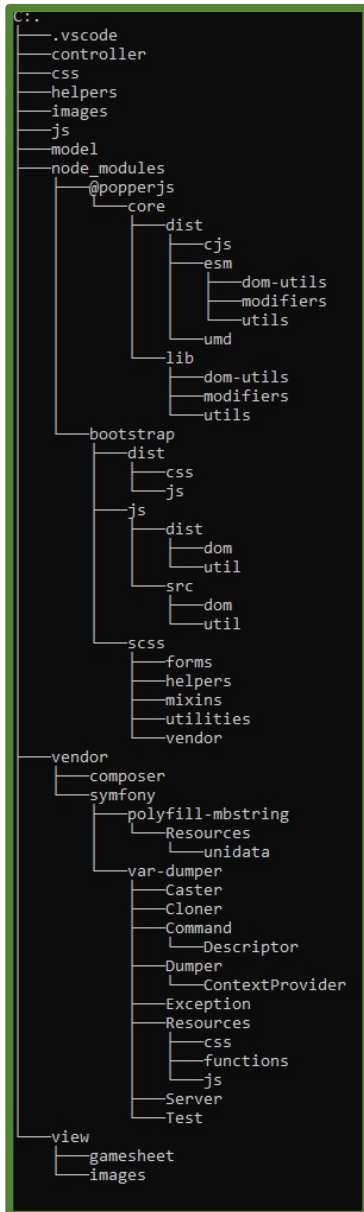 C:.
├───.vscode
├───controller
├───css
├───helpers
├───images
├───js
├───model
├───node_modules
│   ├───@popperjs
│   │   └───core
│   │       ├───dist
│   │       │   ├───cjs
│   │       │   ├───esm
│   │       │   │   ├───dom-utils
│   │       │   │   ├───modifiers
│   │       │   │   └───utils
│   │       │   └───umd
│   │       └───lib
│   │           ├───dom-utils
│   │           ├───modifiers
│   │           └───utils
│   └───bootstrap
│       ├───dist
│       │   ├───css
│       │   └───js
│       ├───js
│       │   ├───dist
│       │   │   ├───dom
│       │   │   └───util
│       │   └───src
│       │       ├───dom
│       │       └───util
│       └───scss
│           ├───forms
│           ├───helpers
│           ├───mixins
│           ├───utilities
│           └───vendor
├───vendor
│   ├───composer
│   └───symfony
│       ├───polyfill-mbstring
│       │   └───Resources
│       │       └───unidata
│       └───var-dumper
│           ├───Caster
│           ├───Cloner
│           ├───Command
│           │   └───Descriptor
│           ├───Dumper
│           │   └───ContextProvider
│           ├───Exception
│           ├───Resources
│           │   ├───css
│           │   ├───functions
│           │   └───js
│           ├───Server
│           └───Test
└───view
    ├───gamesheet
    └───images